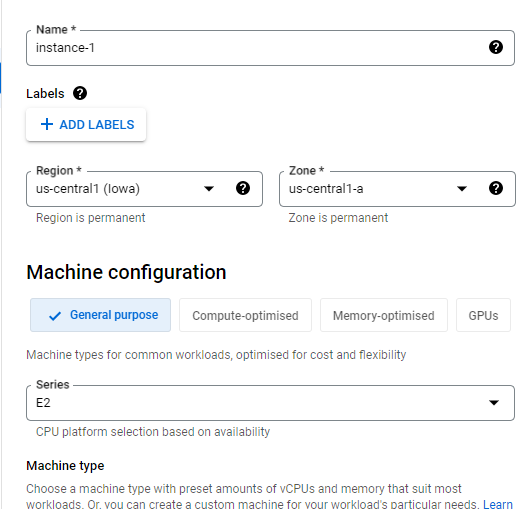 Name *
instance-1
Labels
+ ADD LABELS
Region * Zone *
us-central1 (Iowa) us-central1-a
Region is permanent Zone is permanent
Machine configuration
General purpose Compute-optimised Memory-optimised GPUs
Machine types for common workloads, optimised for cost and flexibility
Series
E2
CPU platform selection based on availability
Machine type
Choose a machine type with preset amounts of vCPUs and memory that suit most
workloads. Or, you can create a custom machine for your workload's particular needs. Learn